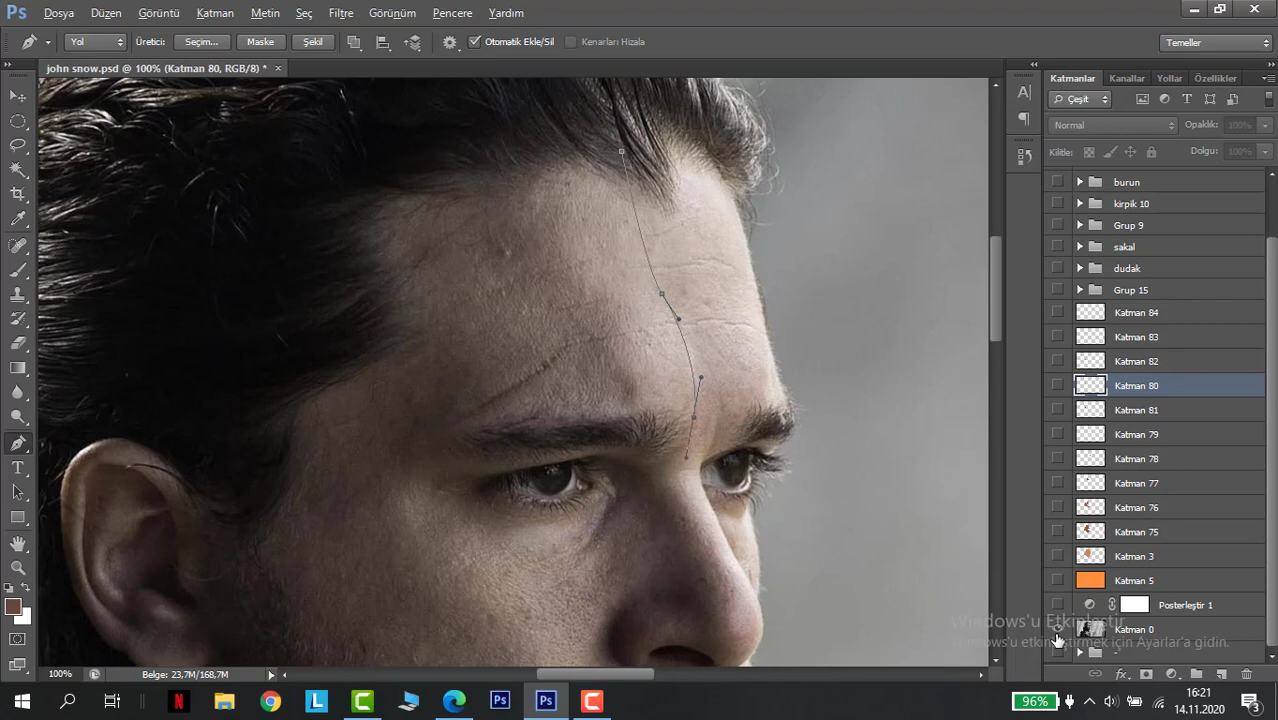 Ps Dosya Düzen Görüntü Katman Metin Seç Filtre Görünüm Pencere Yardım
Yol Üretici: Seçim... Maske Şekil Otomatik Ekle/Sil Kenarları Hizala Temeller
john snow.psd @ 100% (Katman 80, RGB/8) * ×
Katmanlar Kanallar Yollar Özellikler
Çeşit
Normal Opaklık: 100%
Kilitle: Dolgu: 100%
burun
kirpik 10
Grup 9
sakal
dudak
Grup 15
Katman 84
Katman 83
Katman 82
Katman 80
Katman 81
Katman 79
Katman 78
Katman 77
Katman 76
Katman 75
Katman 3
Katman 5
Posterleştir 1
Windows'u Etkinleştir
Katman 0
Windows'u etkinleştirmek için Ayarlar'a gidin.
100% Belge: 23,7M/168,7M
96% 16:21
14.11.2020
3